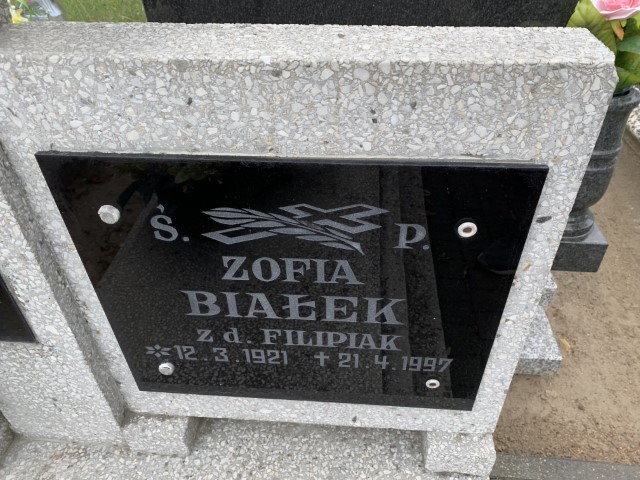 Ś. P.
ZOFIA
BIAŁEK
z d. FILIPIAK
* 12.3.1921 + 21.4.1997